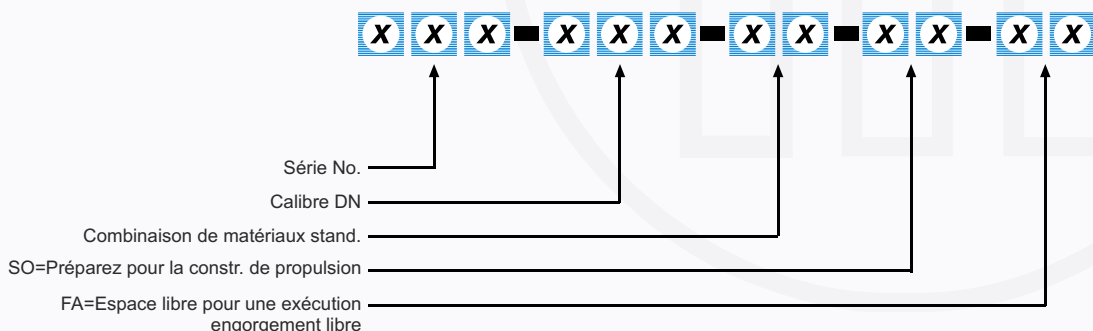 X X X - X X X - X X - X X - X X
Série No.
Calibre DN
Combinaison de matériaux stand.
SO=Préparez pour la constr. de propulsion
FA=Espace libre pour une exécution
engorgement libre